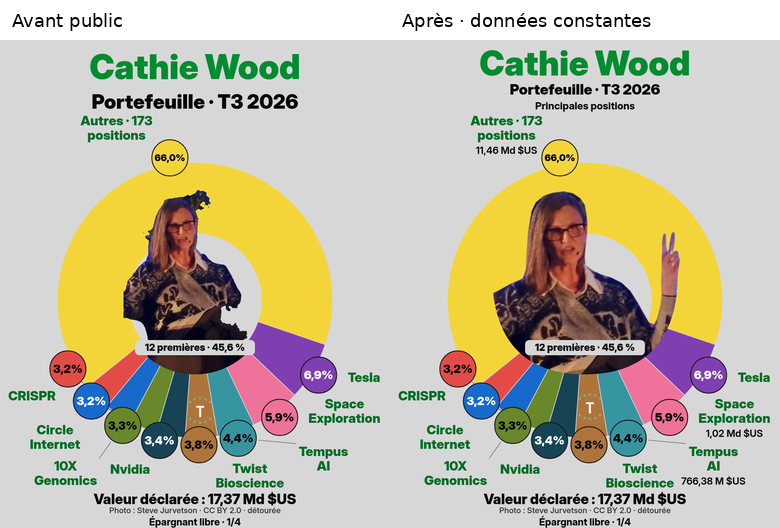 Avant public
Cathie Wood
Portefeuille · T3 2026
Autres · 173
positions
66,0%
12 premières · 45,6 %
3,2%
6,9%
Tesla
CRISPR
3,2%
5,9%
Space
Exploration
Circle
Internet
3,3%
3,4%
T
3,8%
4,4%
Tempus
AI
10X
Genomics
Nvidia
Twist
Bioscience
Valeur déclarée : 17,37 Md $US
Photo : Steve Jurvetson · CC BY 2.0 · détourée
Épargnant libre · 1/4
Après · données constantes
Cathie Wood
Portefeuille · T3 2026
Principales positions
Autres · 173
positions
11,46 Md $US
66,0%
12 premières · 45,6 %
3,2%
6,9%
Tesla
CRISPR
3,2%
5,9%
Space
Exploration
1,02 Md $US
Circle
Internet
3,3%
3,4%
T
3,8%
4,4%
Tempus
AI
766,38 M $US
10X
Genomics
Nvidia
Twist
Bioscience
Valeur déclarée : 17,37 Md $US
Photo : Steve Jurvetson · CC BY 2.0 · détourée
Épargnant libre · 1/4